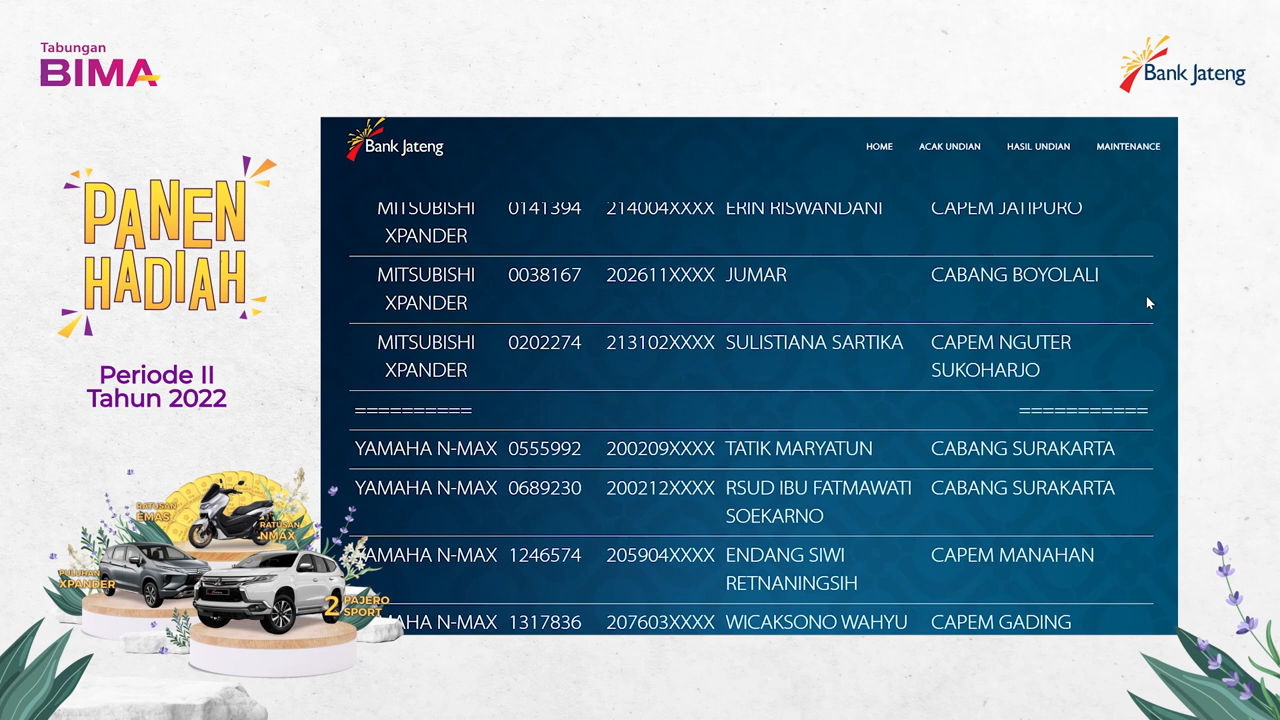 Tabungan
BIMA
Bank Jateng
PANEN
HADIAH
Periode II
Tahun 2022
RATUSAN
EMAS
RATUSAN
NMAX
PULUHAN
XPANDER
2 PAJERO
SPORT
Bank Jateng
HOME ACAK UNDIAN HASIL UNDIAN MAINTENANCE
MITSUBISHI 0141394 214004XXXX ERIN RISWANDANI CAPEM JATIPURO
XPANDER
MITSUBISHI 0038167 202611XXXX JUMAR CABANG BOYOLALI
XPANDER
MITSUBISHI 0202274 213102XXXX SULISTIANA SARTIKA CAPEM NGUTER
XPANDER SUKOHARJO
========== ===========
YAMAHA N-MAX 0555992 200209XXXX TATIK MARYATUN CABANG SURAKARTA
YAMAHA N-MAX 0689230 200212XXXX RSUD IBU FATMAWATI CABANG SURAKARTA
SOEKARNO
YAMAHA N-MAX 1246574 205904XXXX ENDANG SIWI CAPEM MANAHAN
RETNANINGSIH
YAMAHA N-MAX 1317836 207603XXXX WICAKSONO WAHYU CAPEM GADING